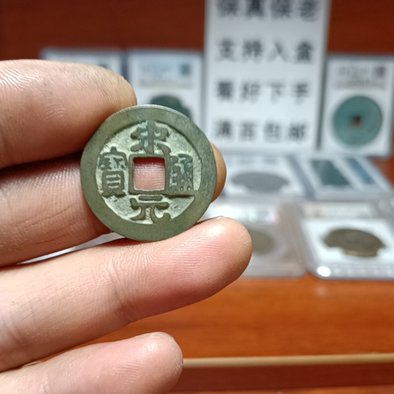 保真保老
支持入盒
看好下手
满百包邮
宋元通寶